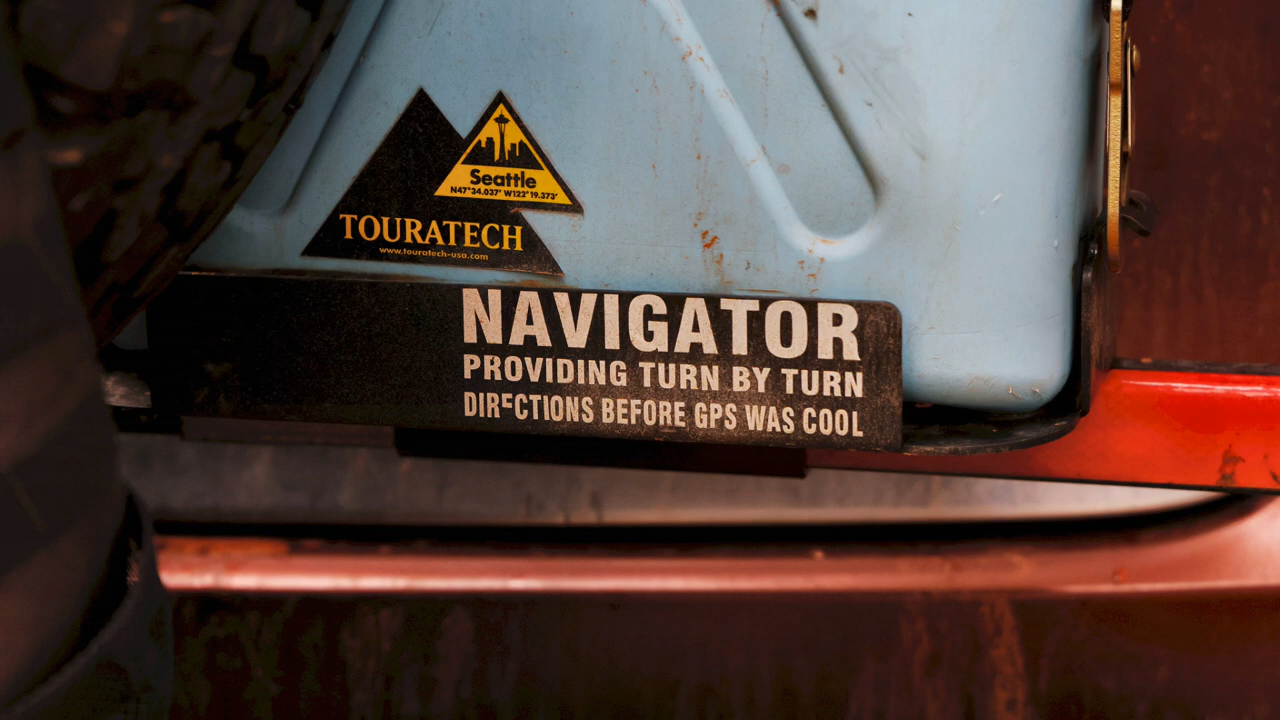 Seattle
N47°34.037' W122°19.373'
TOURATECH
www.touratech-usa.com
NAVIGATOR
PROVIDING TURN BY TURN
DIRECTIONS BEFORE GPS WAS COOL